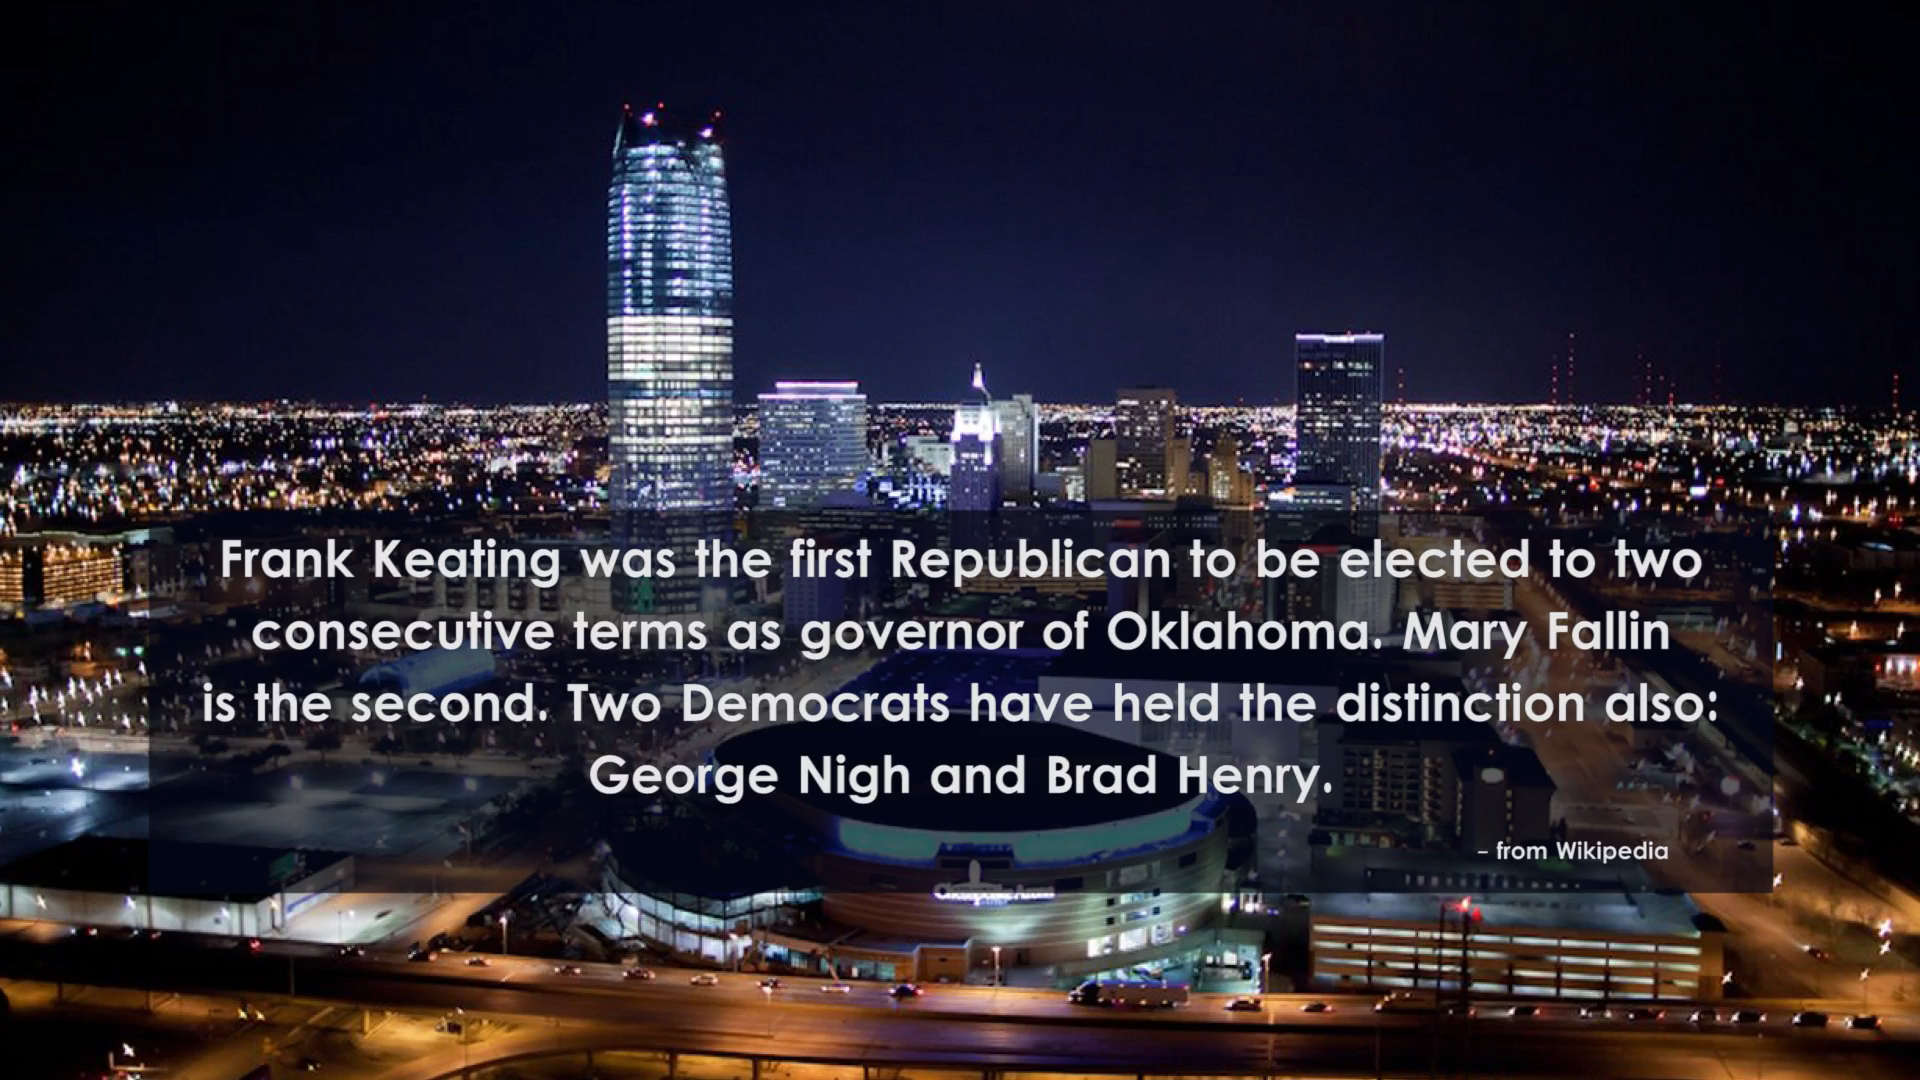 Frank Keating was the first Republican to be elected to two
consecutive terms as governor of Oklahoma. Mary Fallin
is the second. Two Democrats have held the distinction also:
George Nigh and Brad Henry.
– from Wikipedia